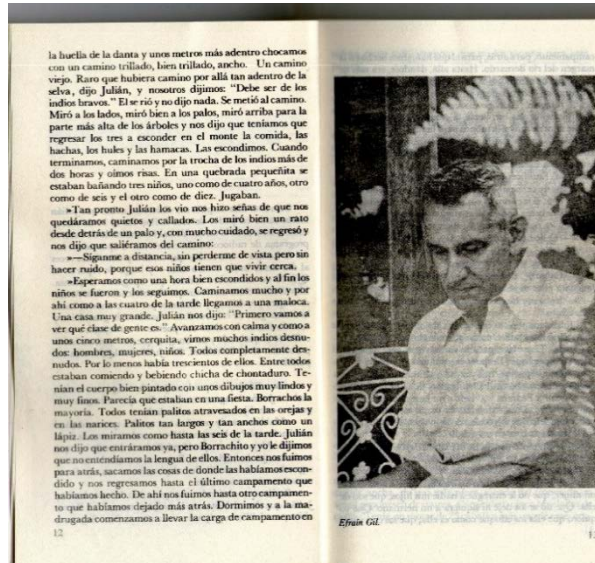 la huella de la danta y unos metros más adentro chocamos
con un camino trillado, bien trillado, ancho. Un camino
viejo. Raro que hubiera camino por allá tan adentro de la
selva, dijo Julián, y nosotros dijimos: “Debe ser de los
indios bravos.” El se rió y no dijo nada. Se metió al camino.
Miró a los lados, miró bien a los palos, miró arriba para la
parte más alta de los árboles y nos dijo que teníamos que
regresar los tres a esconder en el monte la comida, las
hachas, los hules y las hamacas. Las escondimos. Cuando
terminamos, caminamos por la trocha de los indios más de
dos horas y oímos risas. En una quebrada pequeñita se
estaban bañando tres niños, uno como de cuatro años, otro
como de seis y el otro como de diez. Jugaban.
»Tan pronto Julián los vio nos hizo señas de que nos
quedáramos quietos y callados. Los miró bien un rato
desde detrás de un palo y, con mucho cuidado, se regresó y
nos dijo que saliéramos del camino:
»—Síganme a distancia, sin perderme de vista pero sin
hacer ruido, porque esos niños tienen que vivir cerca.
»Esperamos como una hora bien escondidos y al fin los
niños se fueron y los seguimos. Caminamos mucho y por
ahí como a las cuatro de la tarde llegamos a una maloca.
Una casa muy grande. Julián nos dijo: “Primero vamos a
ver qué clase de gente es.” Avanzamos con calma y como a
unos cinco metros, cerquita, vimos muchos indios desnu-
dos: hombres, mujeres, niños. Todos completamente des-
nudos. Por lo menos había trescientos de ellos. Entre todos
estaban comiendo y bebiendo chicha de chontaduro. Te-
nían el cuerpo bien pintado con unos dibujos muy lindos y
muy finos. Parecía que estaban en una fiesta. Borrachos la
mayoría. Todos tenían palitos atravesados en las orejas y
en las narices. Palitos tan largos y tan anchos como un
lápiz. Los miramos como hasta las seis de la tarde. Julián
nos dijo que entráramos ya, pero Borrachito y yo le dijimos
que no entendíamos la lengua de ellos. Entonces nos fuimos
para atrás, sacamos las cosas de donde las habíamos escon-
dido y nos regresamos hasta el último campamento que
habíamos hecho. De ahí nos fuimos hasta otro campamen-
to que habíamos dejado más atrás. Dormimos y a la ma-
drugada comenzamos a llevar la carga de campamento en
12
Efraín Gil.